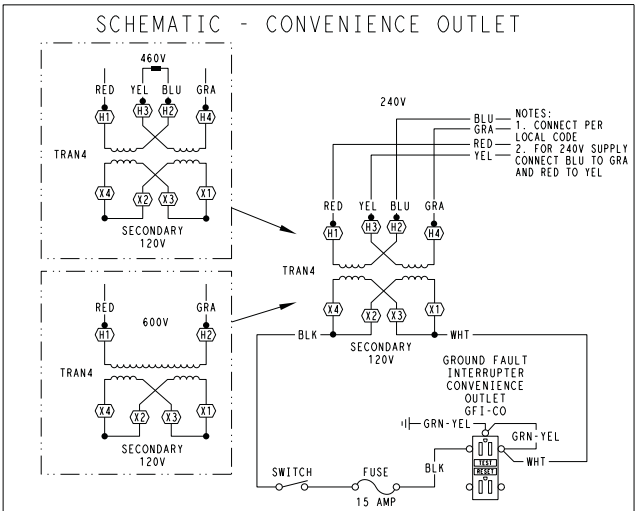 SCHEMATIC - CONVENIENCE OUTLET
460V
RED YEL BLU GRA
H1 H3 H2 H4
TRAN4
X4 X2 X3 X1
SECONDARY
120V
RED GRA
600V
H1 H2
TRAN4
X4 X2 X3 X1
SECONDARY
120V
240V
BLU
GRA
RED
YEL
NOTES:
1. CONNECT PER
LOCAL CODE
2. FOR 240V SUPPLY
CONNECT BLU TO GRA
AND RED TO YEL
RED YEL BLU GRA
H1 H3 H2 H4
TRAN4
X4 X2 X3 X1
BLK
WHT
SECONDARY
120V
GROUND FAULT
INTERRUPTER
CONVENIENCE
OUTLET
GFI-CO
GRN-YEL
GRN-YEL
WHT
BLK
TEST
RESET
SWITCH
FUSE
15 AMP